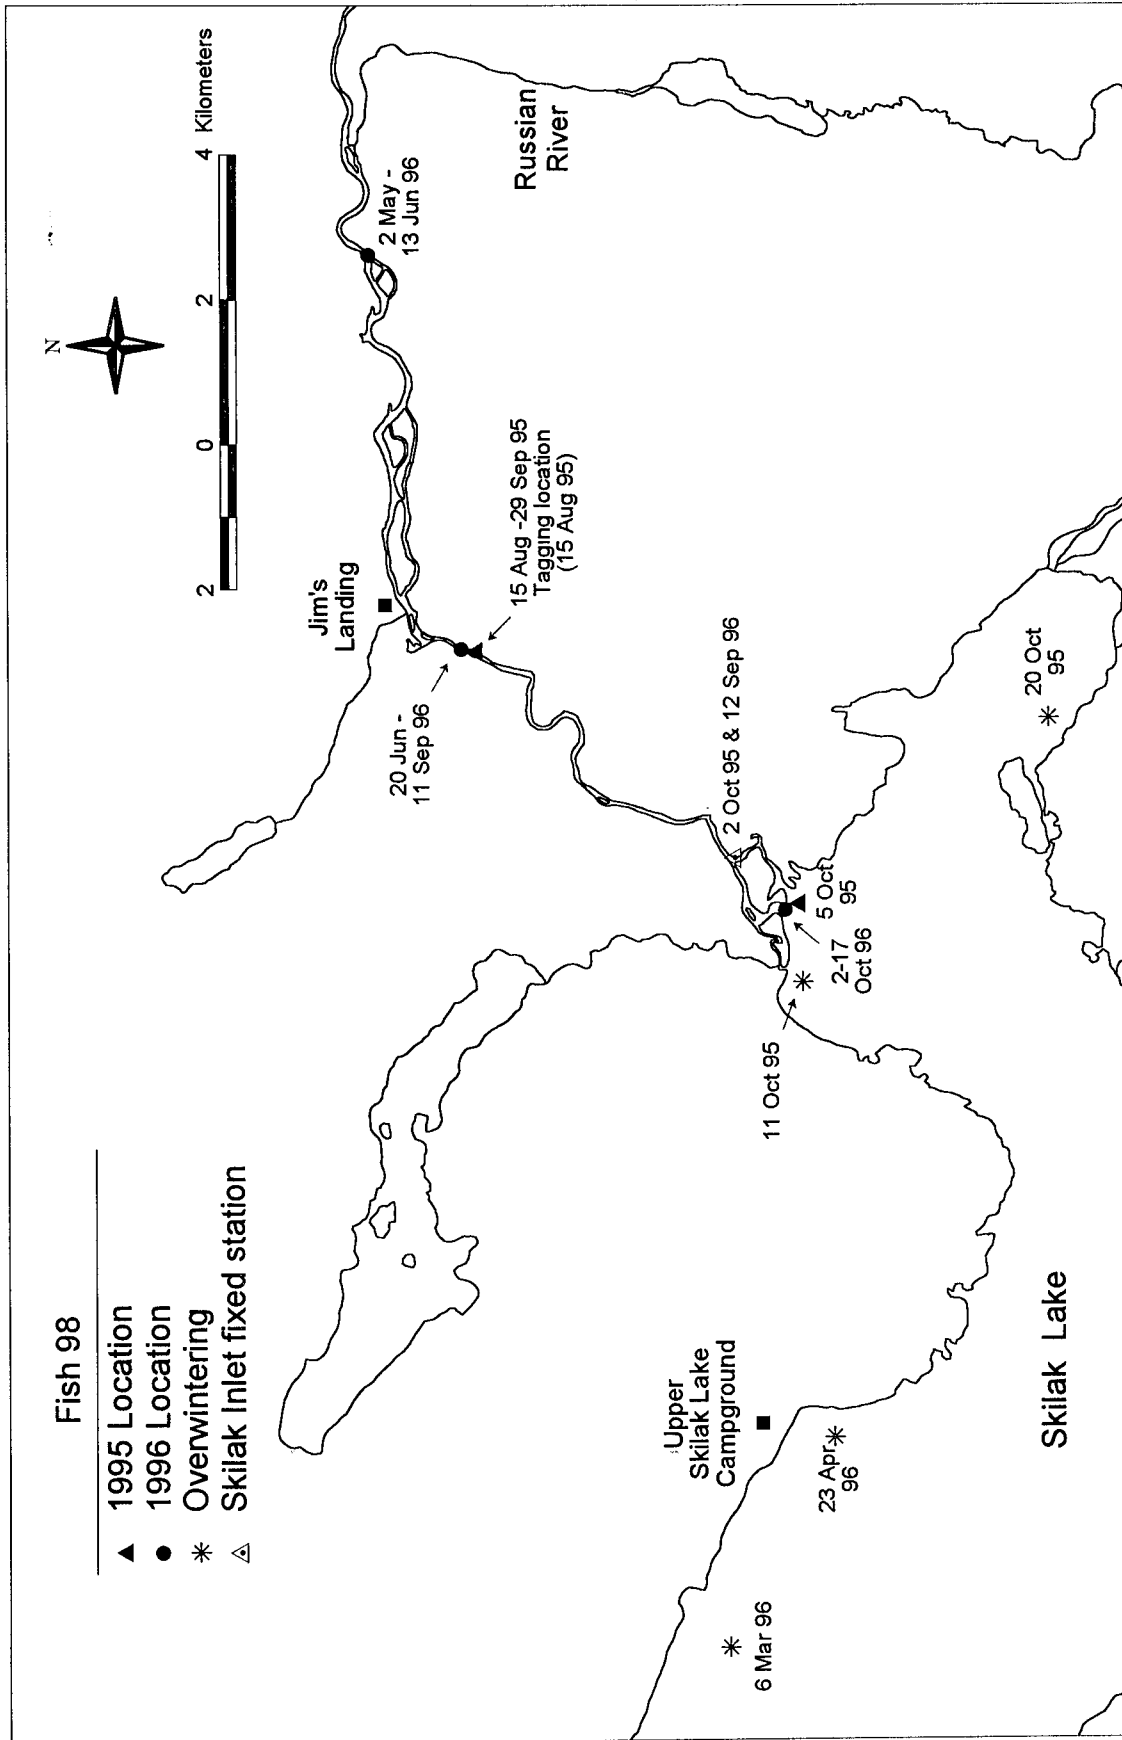 Fish 98
1995 Location
1996 Location
Overwintering
Skilak Inlet fixed station
N
2 0 2 4 Kilometers
Jim's
Landing
2 May -
13 Jun 96
Russian
River
20 Jun -
11 Sep 96
15 Aug -29 Sep 95
Tagging location
(15 Aug 95)
2 Oct 95 & 12 Sep 96
5 Oct
95
2-17
Oct 96
11 Oct 95
20 Oct
95
Upper
Skilak Lake
Campground
23 Apr
96
6 Mar 96
Skilak Lake